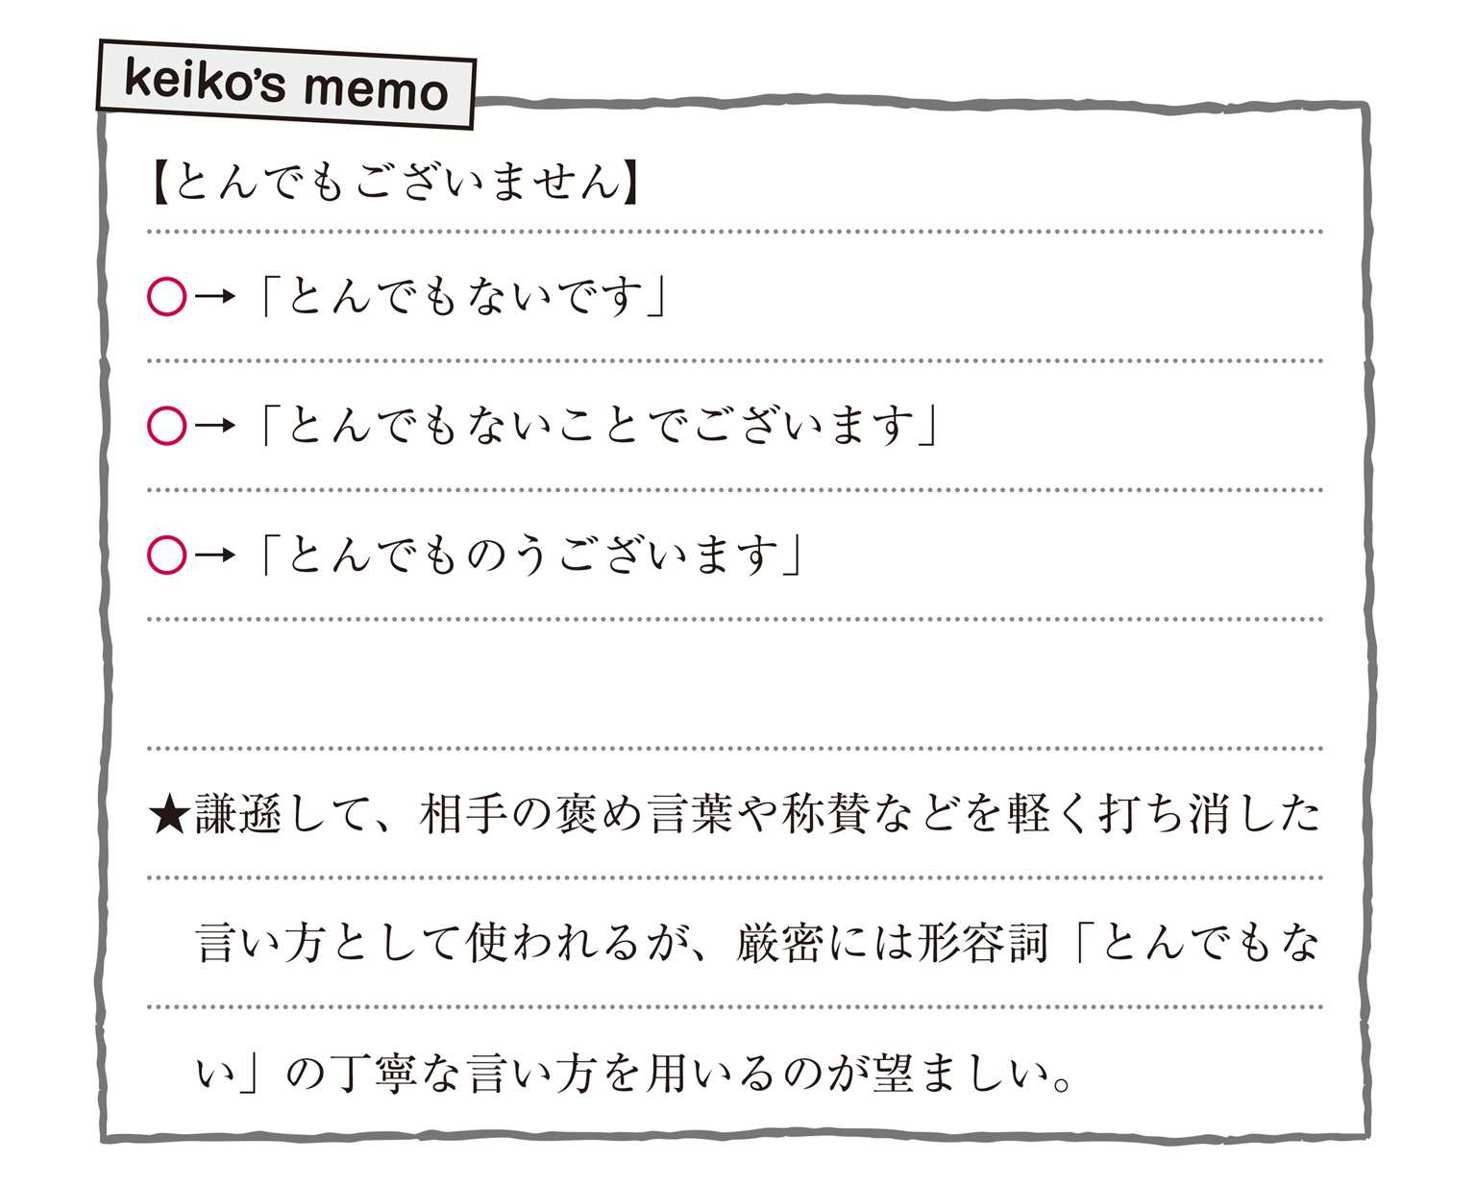 keiko's memo
【とんでもございません】
○→「とんでもないです」
○→「とんでもないことでございます」
○→「とんでものうございます」
★謙遜して、相手の褒め言葉や称賛などを軽く打ち消した
言い方として使われるが、厳密には形容詞「とんでもな
い」の丁寧な言い方を用いるのが望ましい。